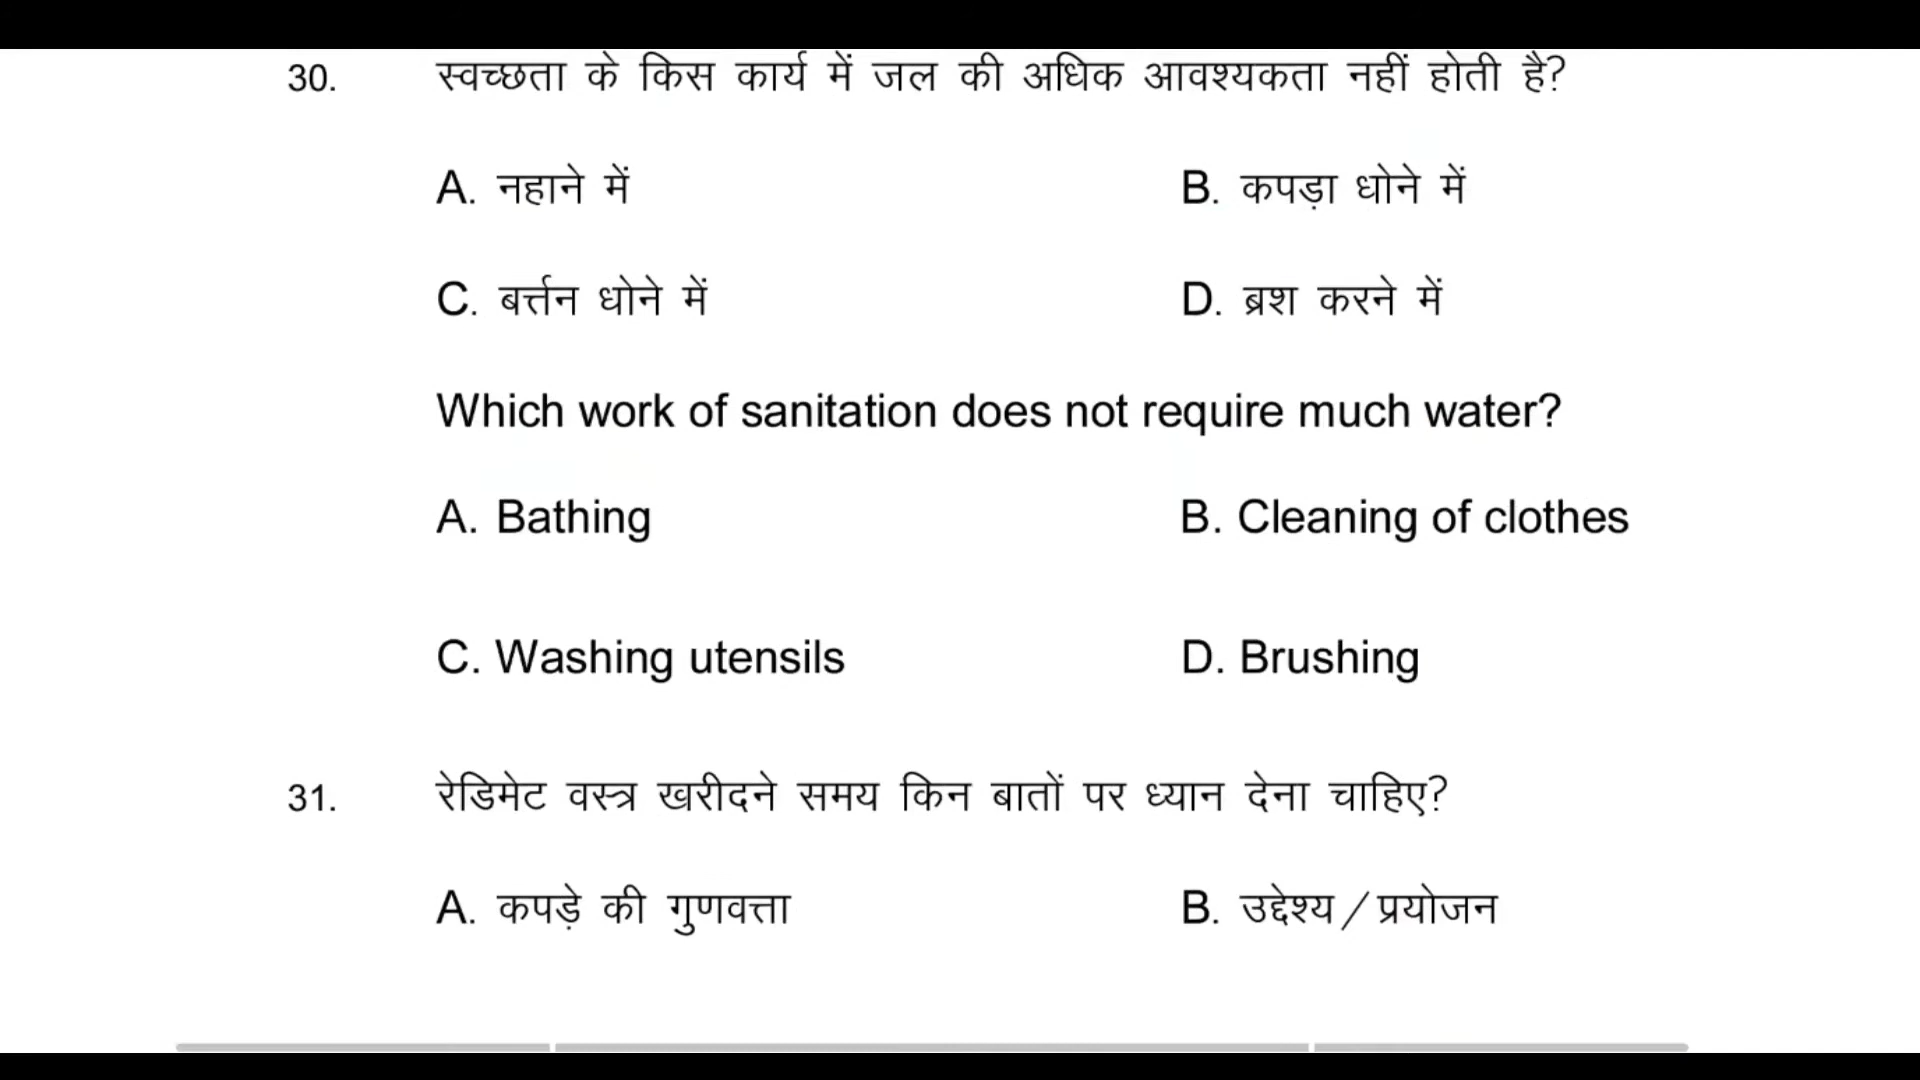 30. स्वच्छता के किस कार्य में जल की अधिक आवश्यकता नहीं होती है?
A. नहाने में B. कपड़ा धोने में
C. बर्त्तन धोने में D. ब्रश करने में
Which work of sanitation does not require much water?
A. Bathing B. Cleaning of clothes
C. Washing utensils D. Brushing
31. रेडिमेट वस्त्र खरीदने समय किन बातों पर ध्यान देना चाहिए?
A. कपड़े की गुणवत्ता B. उद्देश्य / प्रयोजन